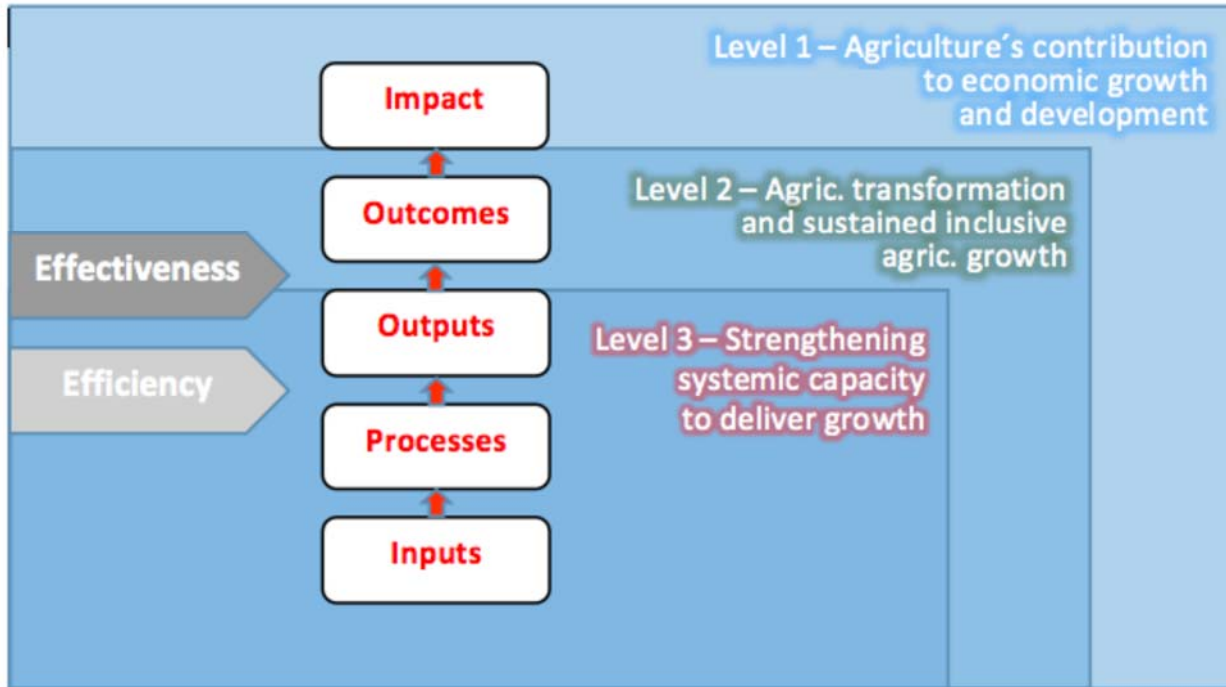 Level 1 – Agriculture´s contribution
to economic growth
and development
Impact
Level 2 – Agric. transformation
and sustained inclusive
agric. growth
Outcomes
Effectiveness
Outputs
Level 3 – Strengthening
systemic capacity
to deliver growth
Efficiency
Processes
Inputs